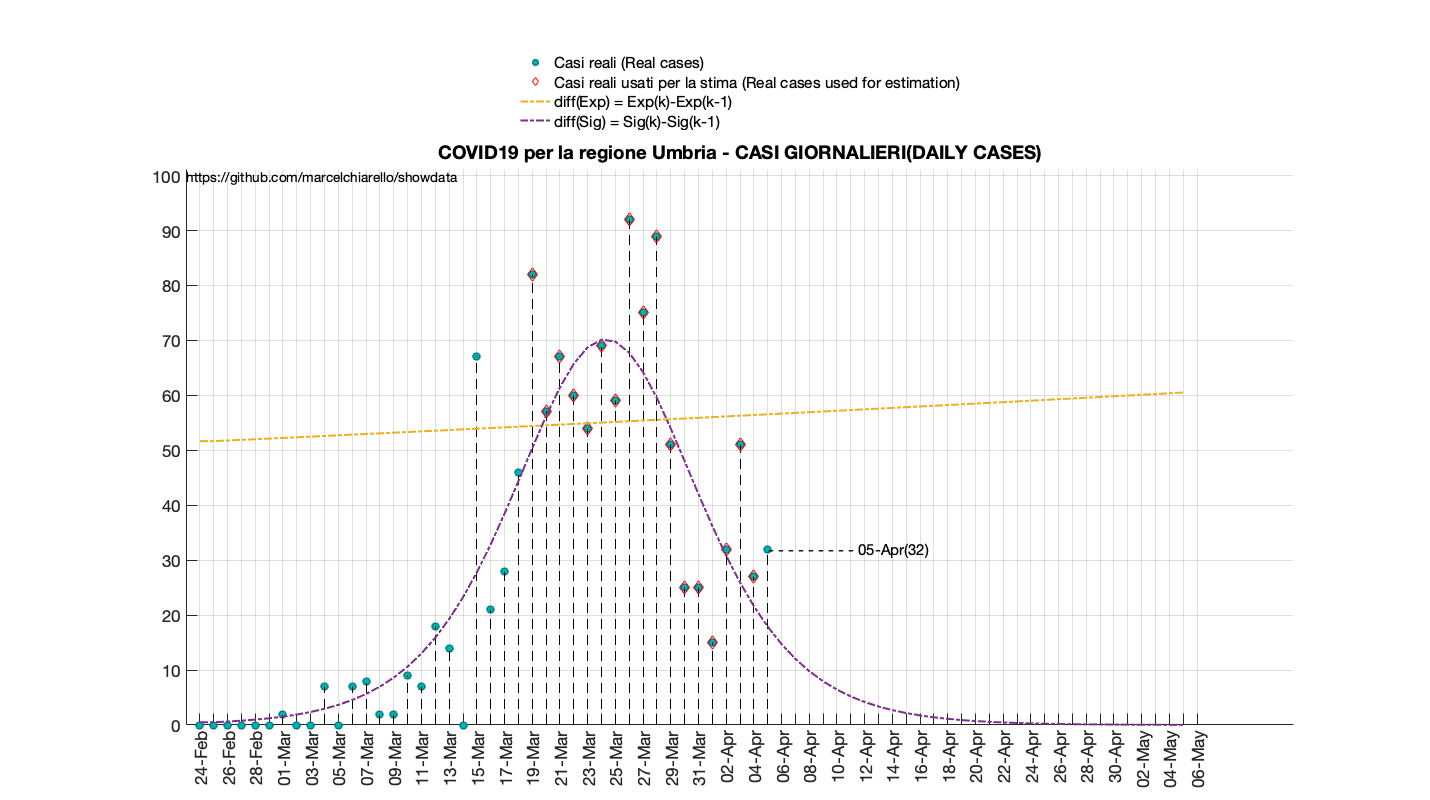 Casi reali (Real cases)
Casi reali usati per la stima (Real cases used for estimation)
diff(Exp) = Exp(k)-Exp(k-1)
diff(Sig) = Sig(k)-Sig(k-1)
COVID19 per la regione Umbria - CASI GIORNALIERI(DAILY CASES)
https://github.com/marcelchiarello/showdata
100
90
80
70
60
50
40
30
20
10
0
05-Apr(32)
24-Feb
26-Feb
28-Feb
01-Mar
03-Mar
05-Mar
07-Mar
09-Mar
11-Mar
13-Mar
15-Mar
17-Mar
19-Mar
21-Mar
23-Mar
25-Mar
27-Mar
29-Mar
31-Mar
02-Apr
04-Apr
06-Apr
08-Apr
10-Apr
12-Apr
14-Apr
16-Apr
18-Apr
20-Apr
22-Apr
24-Apr
26-Apr
28-Apr
30-Apr
02-May
04-May
06-May